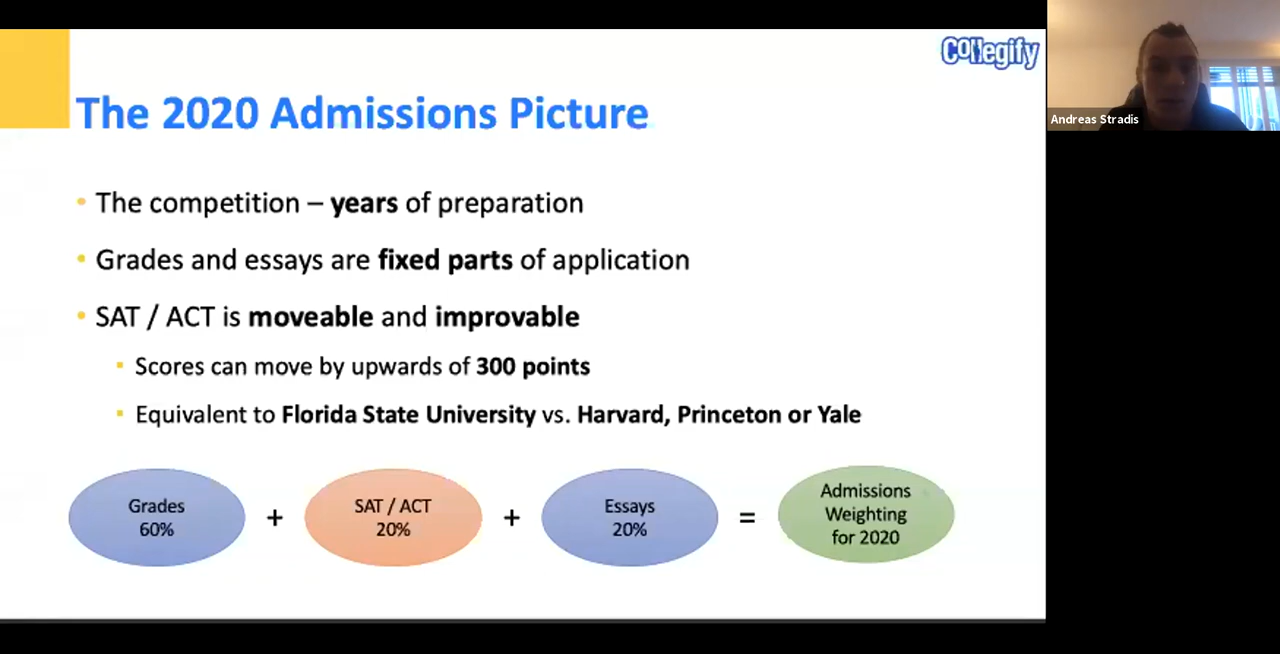 Collegify
The 2020 Admissions Picture
• The competition – years of preparation
• Grades and essays are fixed parts of application
• SAT / ACT is moveable and improvable
▪ Scores can move by upwards of 300 points
▪ Equivalent to Florida State University vs. Harvard, Princeton or Yale
Grades
60%
+
SAT / ACT
20%
+
Essays
20%
=
Admissions
Weighting
for 2020
Andreas Stradis